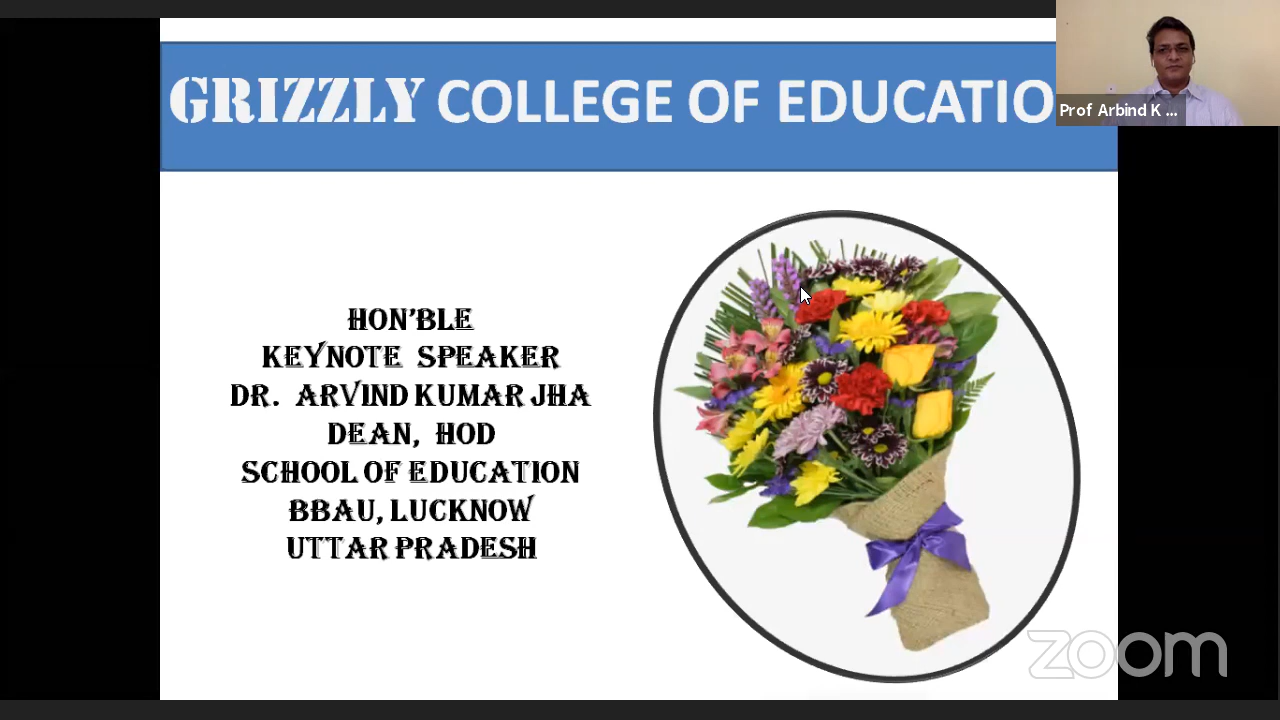 GRIZZLY COLLEGE OF EDUCATIO
Prof Arbind K ...
HON'BLE
KEYNOTE SPEAKER
DR. ARVIND KUMAR JHA
DEAN, HOD
SCHOOL OF EDUCATION
BBAU, LUCKNOW
UTTAR PRADESH
zoom